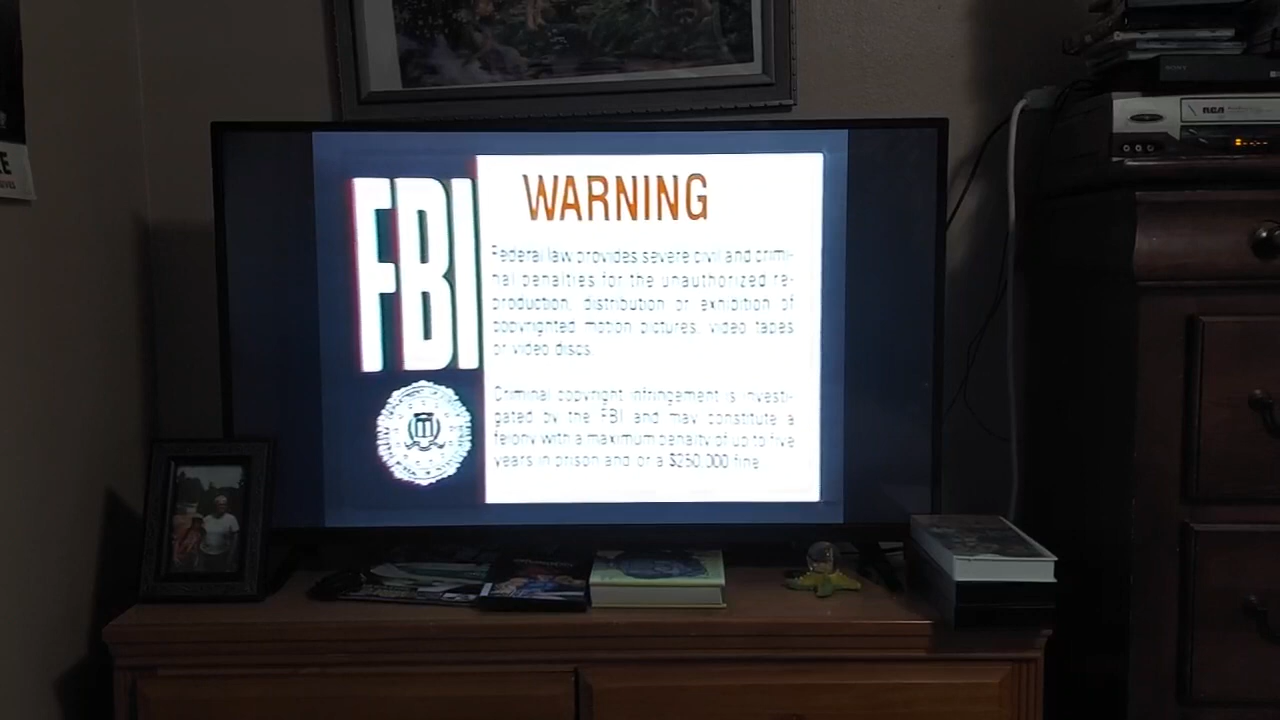 SONY
RCA
FBI
WARNING
Federal law provides severe civil and crimi-
nal penalties for the unauthorized re-
production, distribution or exhibition of
copyrighted motion pictures, video tapes
or video discs.
Criminal copyright infringement is investi-
gated by the FBI and may constitute a
felony with a maximum penalty of up to five
years in prison and or a $250,000 fine